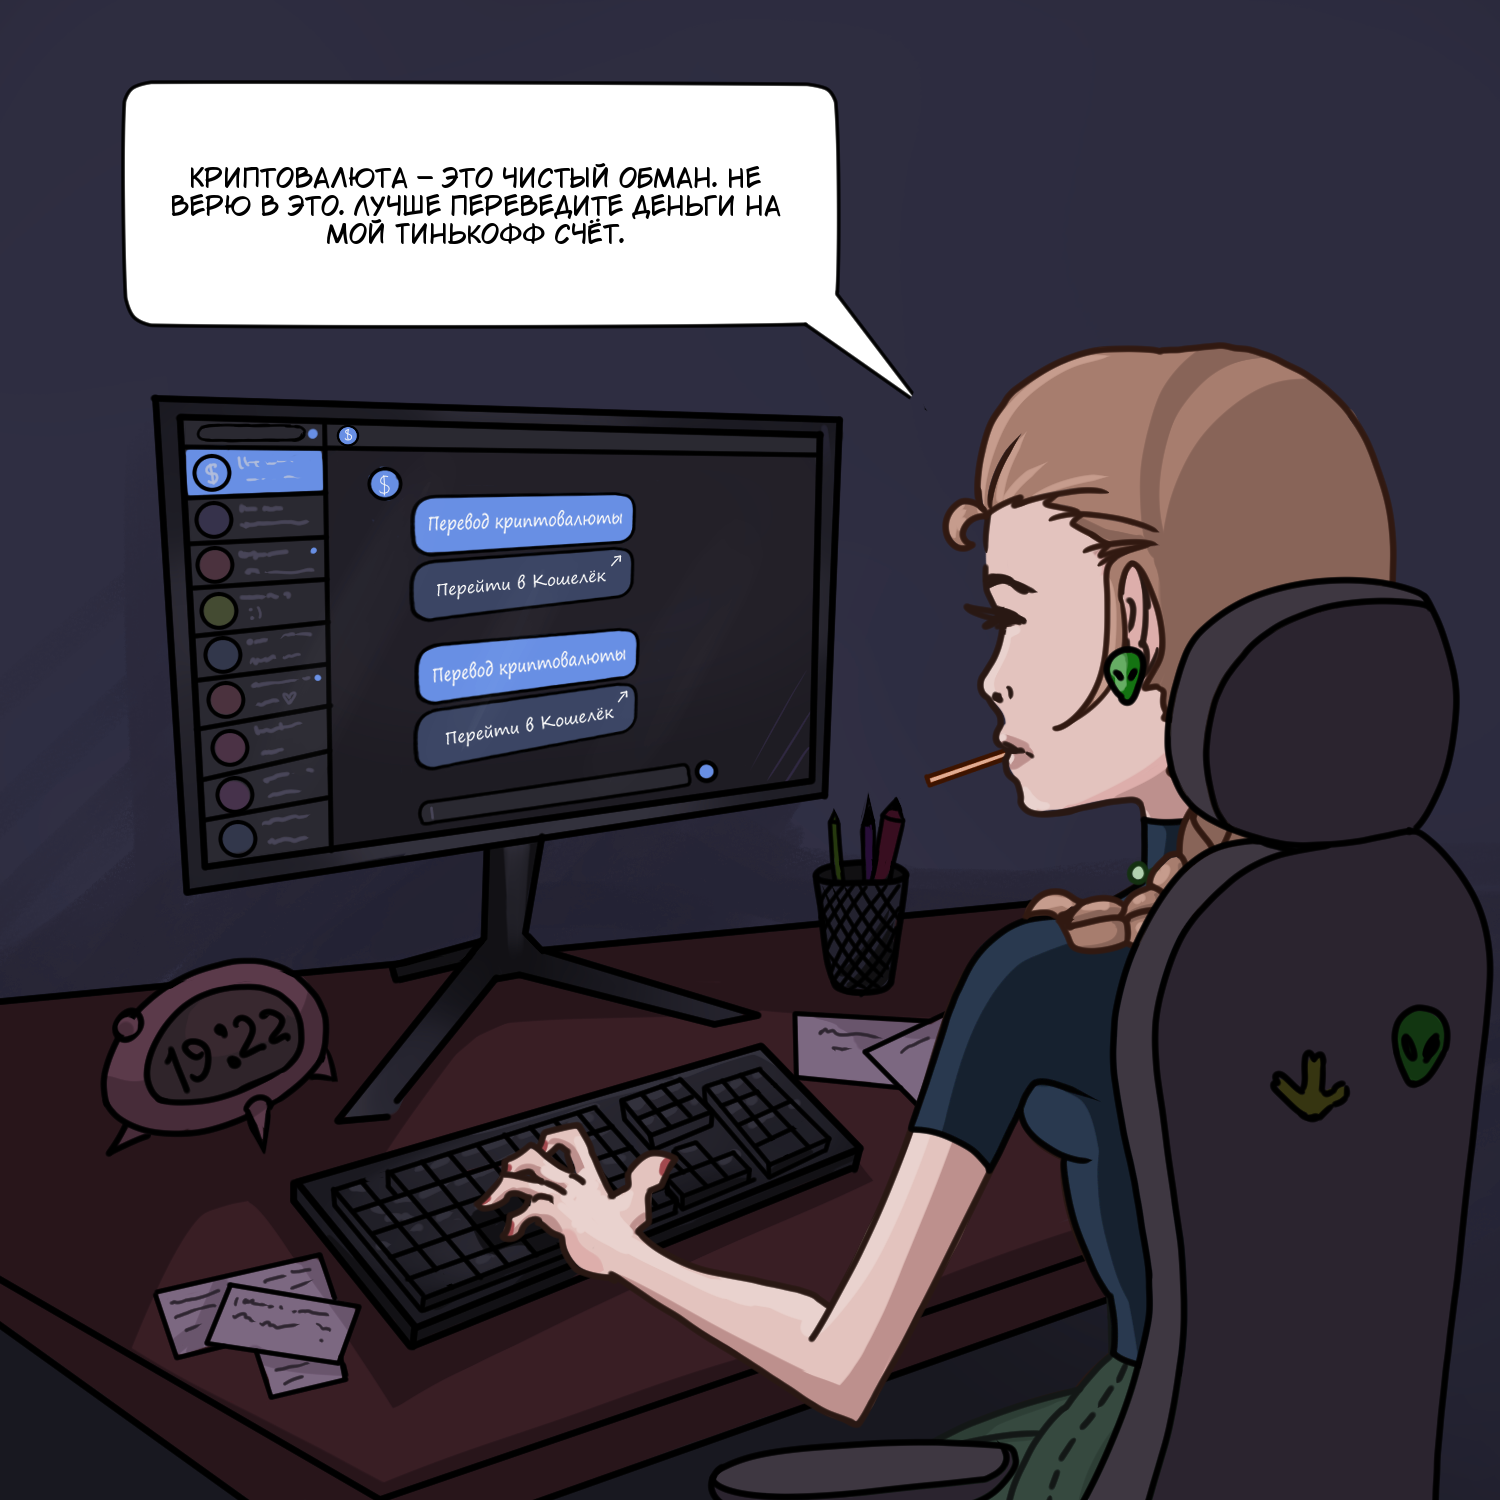 КРИПТОВАЛЮТА – ЭТО ЧИСТЫЙ ОБМАН. НЕ
ВЕРЮ В ЭТО. ЛУЧШЕ ПЕРЕВЕДИТЕ ДЕНЬГИ НА
МОЙ ТИНЬКОФФ СЧЁТ.
$
$
$
Перевод криптовалюты
Перейти в Кошелёк
:)
Перевод криптовалюты
Перейти в Кошелёк
19:22